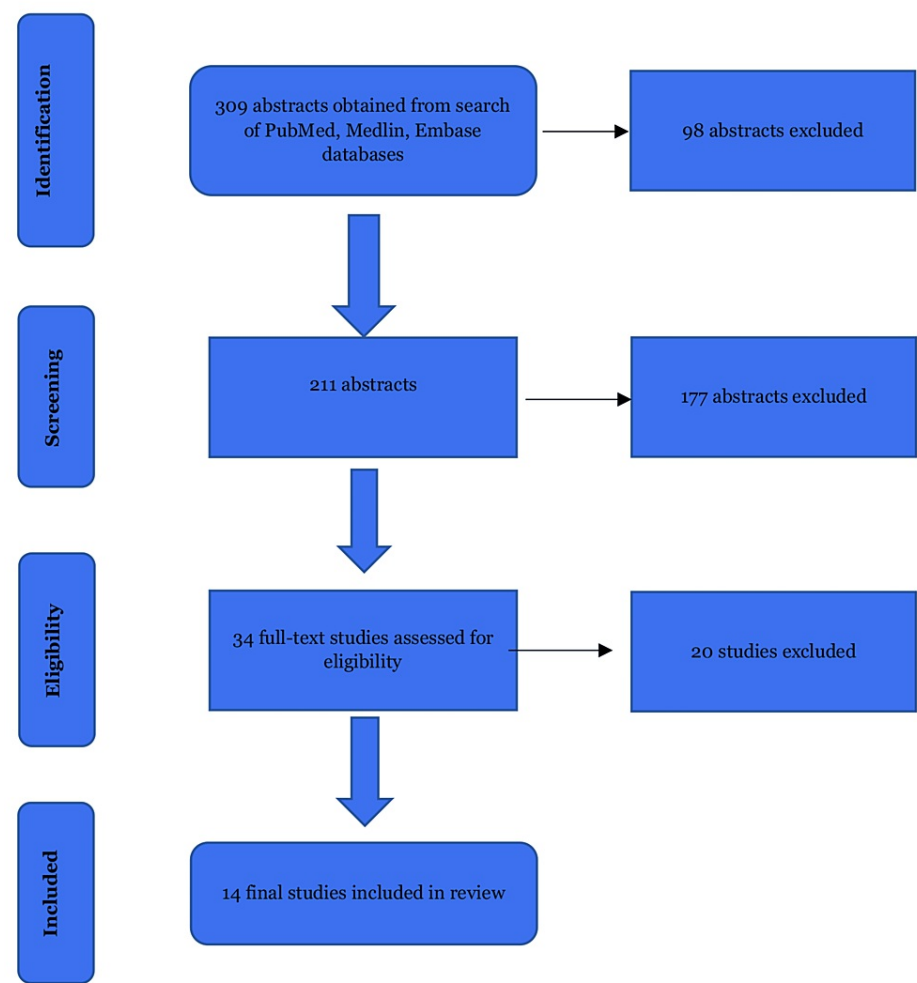 Identification
309 abstracts obtained from search
of PubMed, Medlin, Embase
databases
98 abstracts excluded
Screening
211 abstracts
177 abstracts excluded
Eligibility
34 full-text studies assessed for
eligibility
20 studies excluded
Included
14 final studies included in review